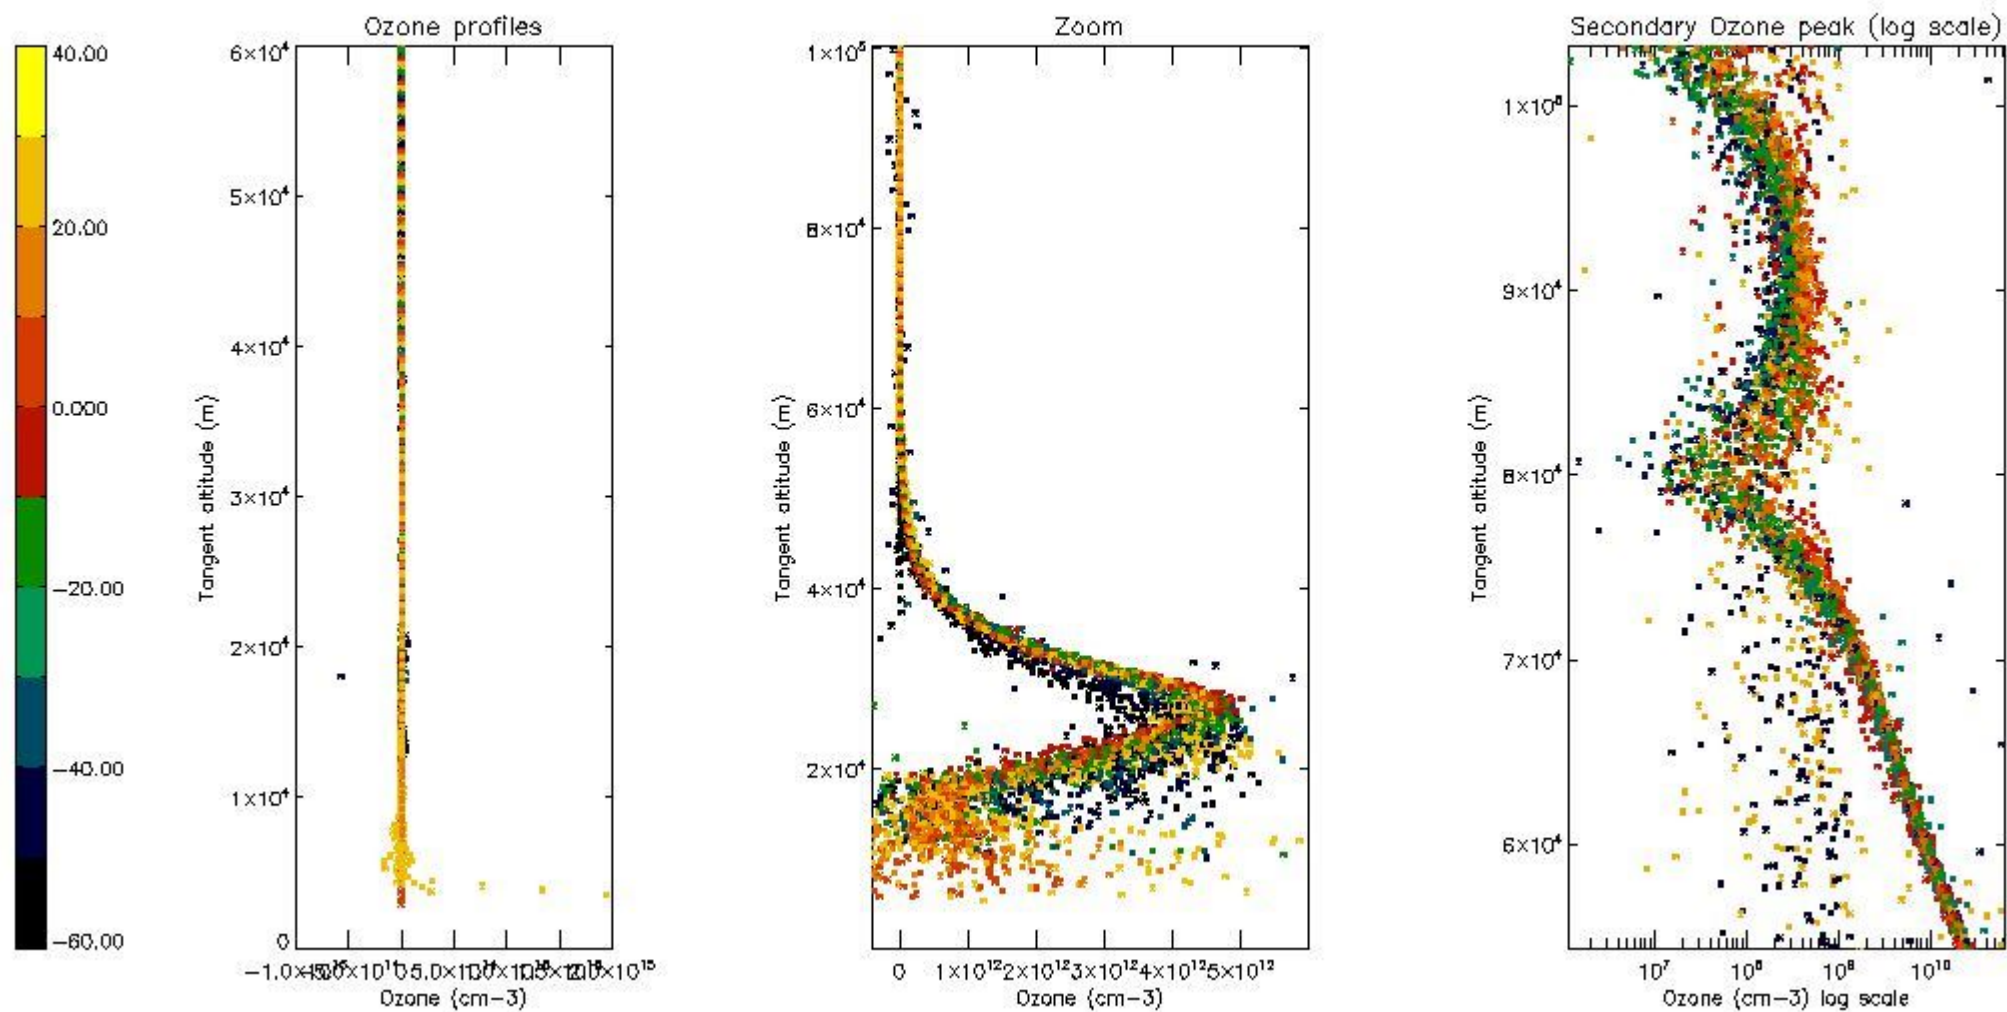 Ozone profiles
Zoom
Secondary Ozone peak (log scale)
40.00
20.00
0.000
-20.00
-40.00
-60.00
6×10⁴
5×10⁴
4×10⁴
3×10⁴
2×10⁴
1×10⁴
0
Tangent altitude (m)
Ozone (cm-3)
1×10⁵
8×10⁴
6×10⁴
4×10⁴
2×10⁴
Tangent altitude (m)
0 1×10¹² 2×10¹² 3×10¹² 4×10¹² 5×10¹²
Ozone (cm-3)
9×10⁴
8×10⁴
7×10⁴
6×10⁴
Tangent altitude (m)
10⁷ 10⁸ 10⁹ 10¹⁰
Ozone (cm-3) log scale